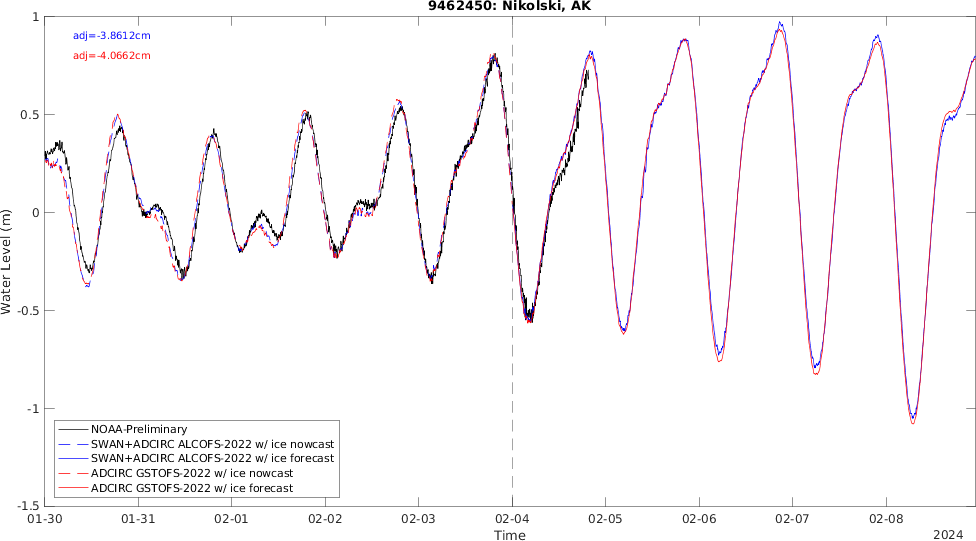 9462450: Nikolski, AK
adj=-3.8612cm
adj=-4.0662cm
1
0.5
0
-0.5
-1
-1.5
Water Level (m)
NOAA-Preliminary
SWAN+ADCIRC ALCOFS-2022 w/ ice nowcast
SWAN+ADCIRC ALCOFS-2022 w/ ice forecast
ADCIRC GSTOFS-2022 w/ ice nowcast
ADCIRC GSTOFS-2022 w/ ice forecast
01-30 01-31 02-01 02-02 02-03 02-04 02-05 02-06 02-07 02-08
Time
2024